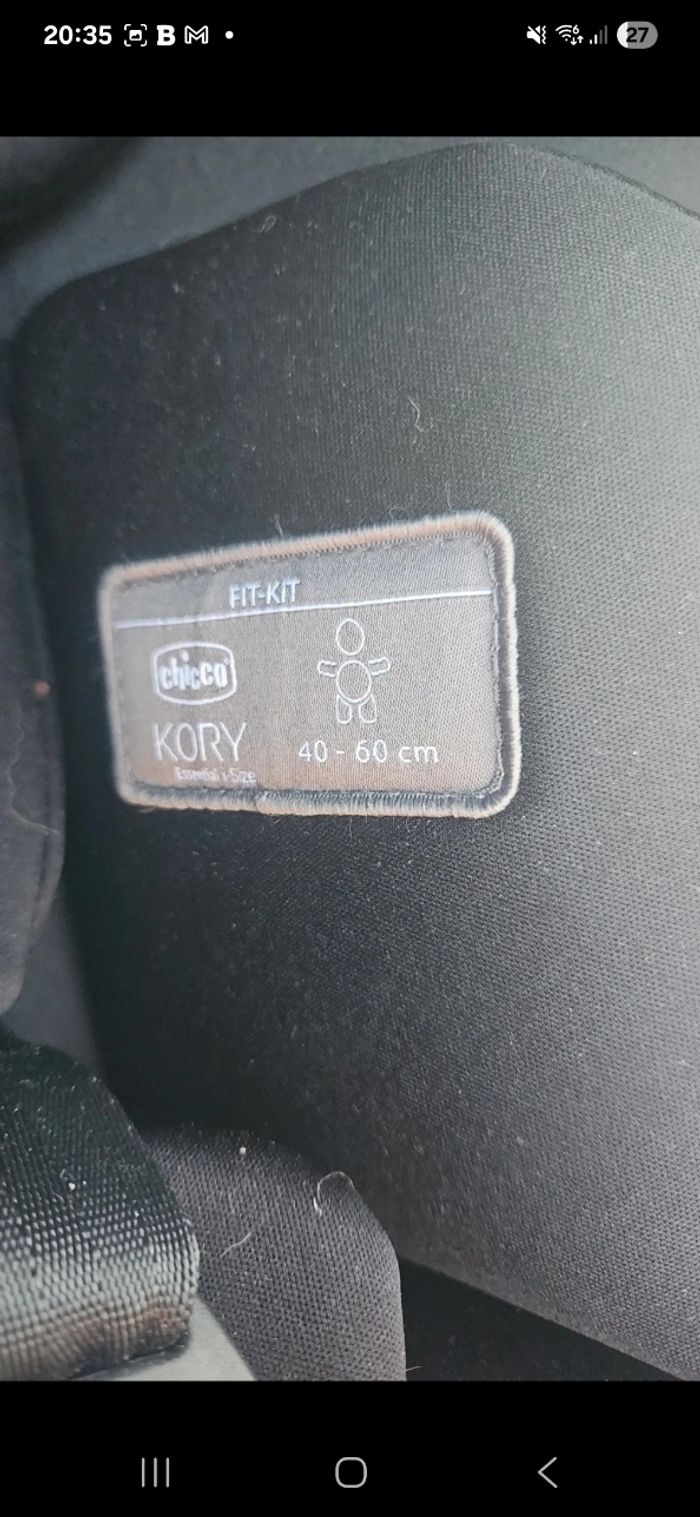 20:35 B M 27
FIT-KIT
chicco
KORY
Essential i-Size
40 - 60 cm